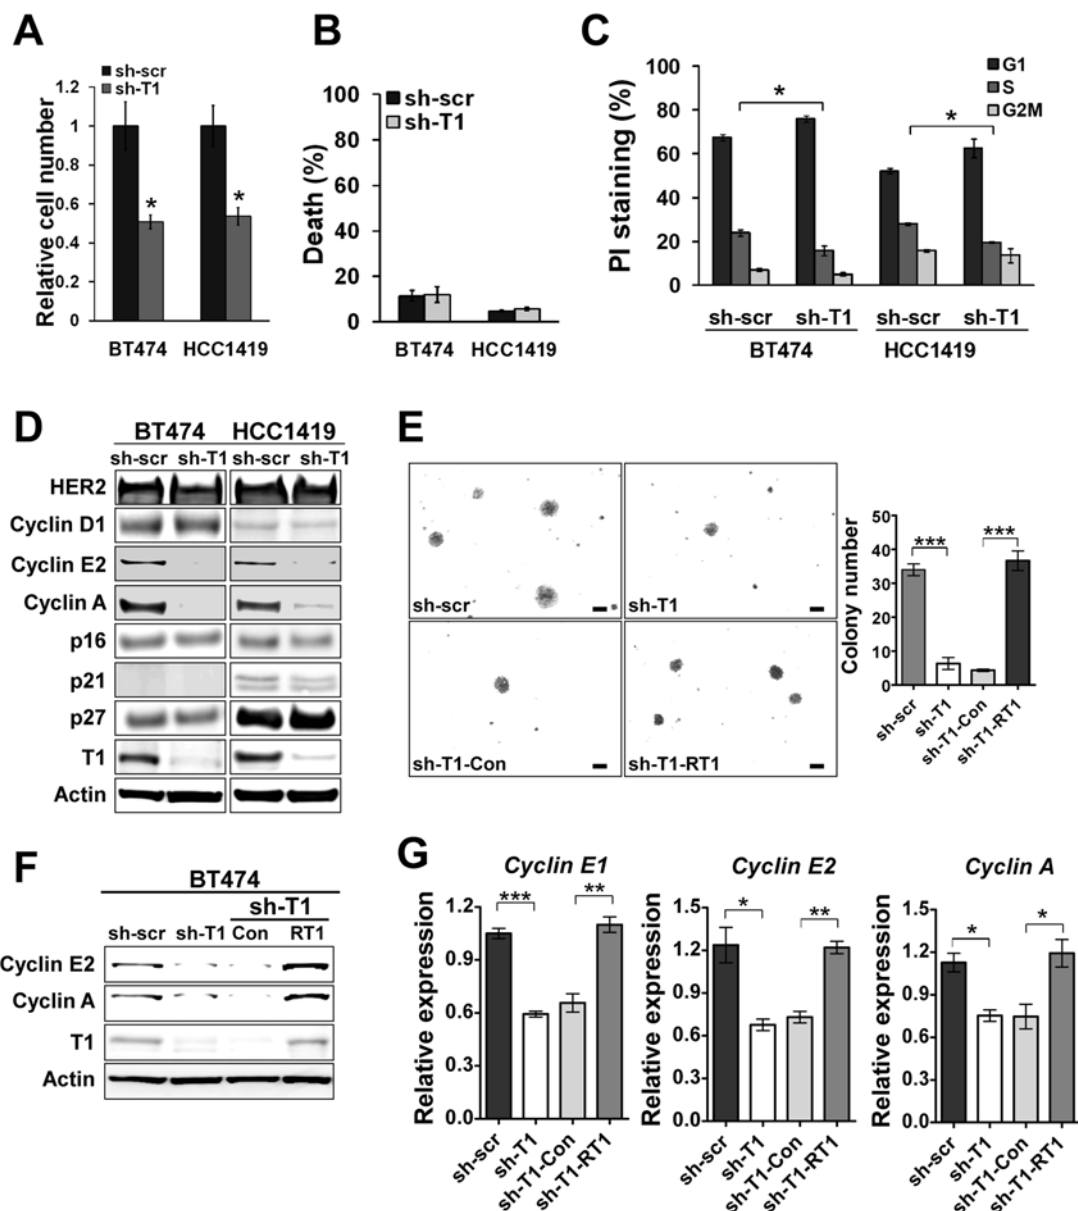 A
sh-scr
sh-T1
Relative cell number
1.2
1
0.8
0.6
0.4
0.2
0
*
*
BT474 HCC1419
B
sh-scr
sh-T1
Death (%)
100
80
60
40
20
0
BT474 HCC1419
C
G1
S
G2M
PI staining (%)
100
80
60
40
20
0
*
*
sh-scr sh-T1 sh-scr sh-T1
BT474 HCC1419
D
BT474 HCC1419
sh-scr sh-T1 sh-scr sh-T1
HER2
Cyclin D1
Cyclin E2
Cyclin A
p16
p21
p27
T1
Actin
E
sh-scr
sh-T1
sh-T1-Con
sh-T1-RT1
Colony number
50
40
30
20
10
0
***
***
sh-scr
sh-T1
sh-T1-Con
sh-T1-RT1
F
BT474
sh-T1
sh-scr sh-T1 Con RT1
Cyclin E2
Cyclin A
T1
Actin
G
Cyclin E1
Relative expression
1.2
0.9
0.6
0.3
0.0
***
**
sh-scr
sh-T1
sh-T1-Con
sh-T1-RT1
Cyclin E2
Relative expression
1.5
1.2
0.9
0.6
0.3
0.0
*
**
sh-scr
sh-T1
sh-T1-Con
sh-T1-RT1
Cyclin A
Relative expression
1.5
1.2
0.9
0.6
0.3
0.0
*
*
sh-scr
sh-T1
sh-T1-Con
sh-T1-RT1